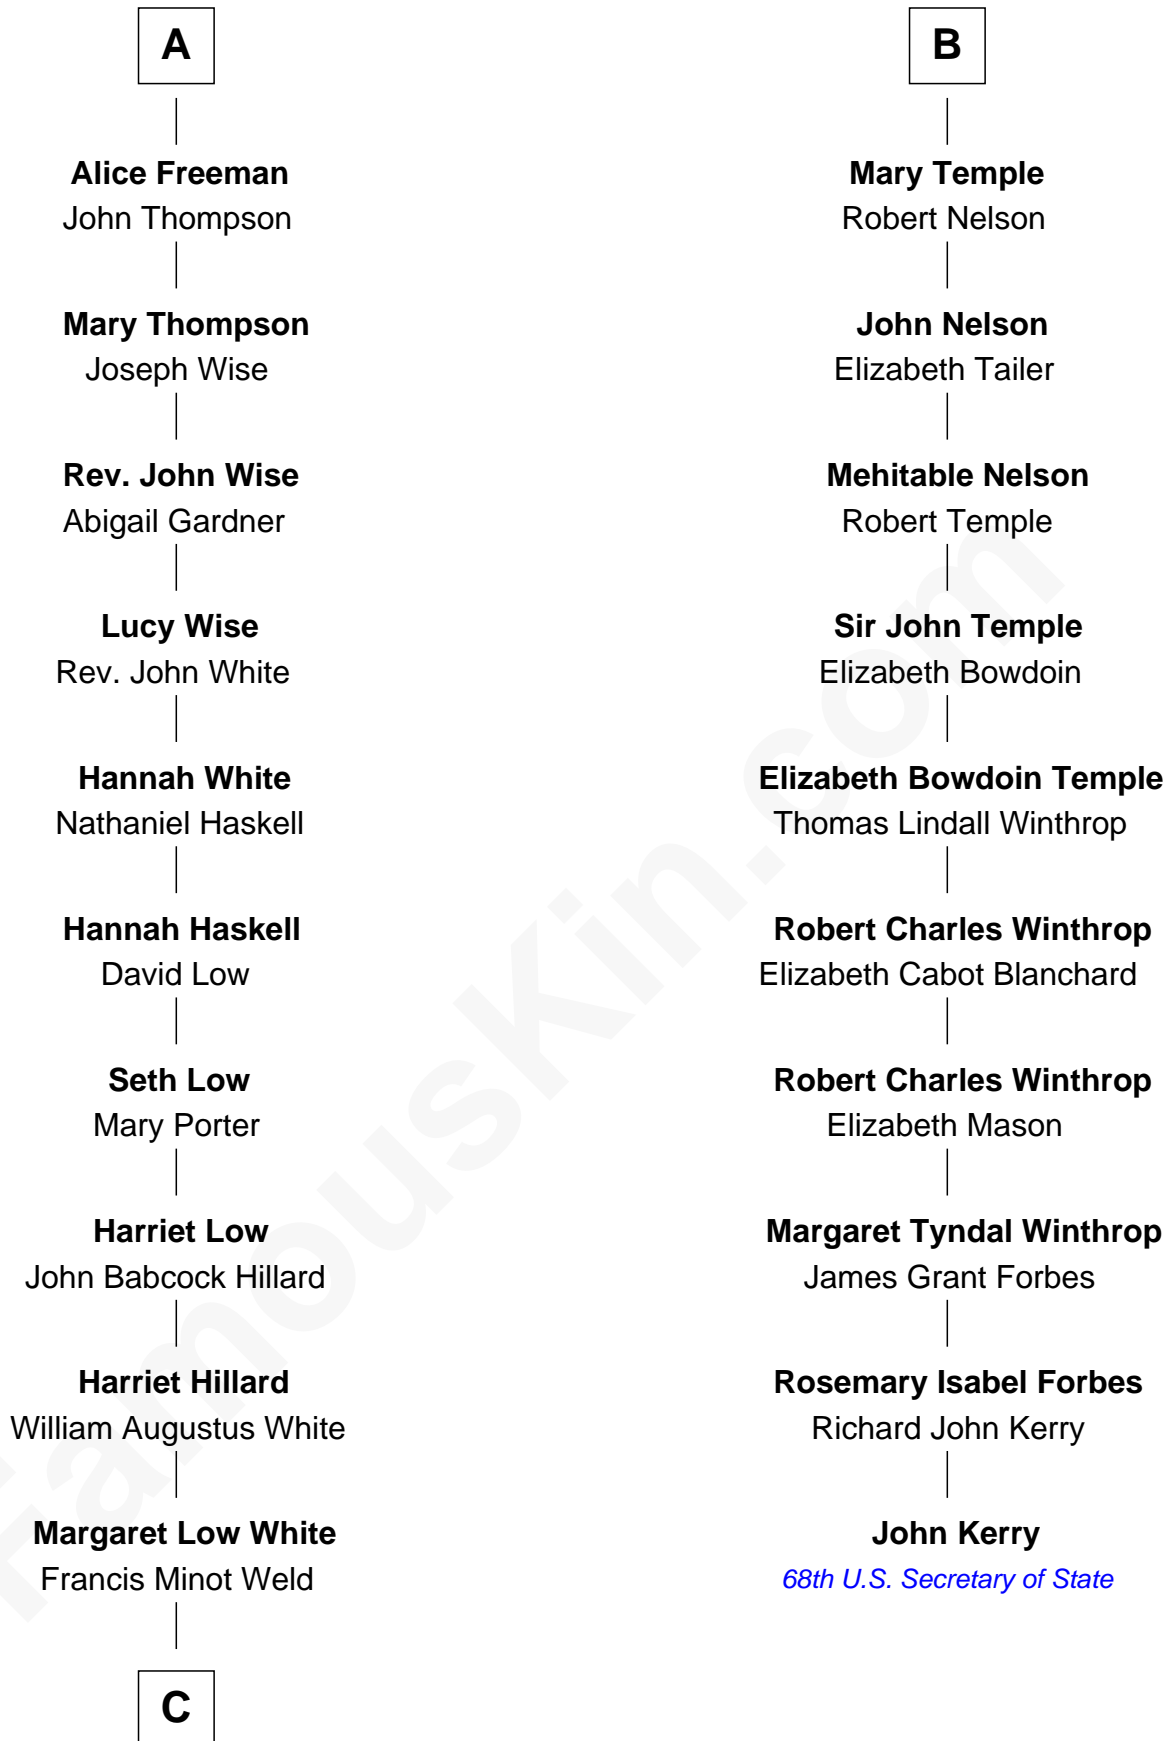 A
Alice Freeman
John Thompson
Mary Thompson
Joseph Wise
Rev. John Wise
Abigail Gardner
Lucy Wise
Rev. John White
Hannah White
Nathaniel Haskell
Hannah Haskell
David Low
Seth Low
Mary Porter
Harriet Low
John Babcock Hillard
Harriet Hillard
William Augustus White
Margaret Low White
Francis Minot Weld
C
B
Mary Temple
Robert Nelson
John Nelson
Elizabeth Tailer
Mehitable Nelson
Robert Temple
Sir John Temple
Elizabeth Bowdoin
Elizabeth Bowdoin Temple
Thomas Lindall Winthrop
Robert Charles Winthrop
Elizabeth Cabot Blanchard
Robert Charles Winthrop
Elizabeth Mason
Margaret Tyndal Winthrop
James Grant Forbes
Rosemary Isabel Forbes
Richard John Kerry
John Kerry
68th U.S. Secretary of State
FamousKin.com